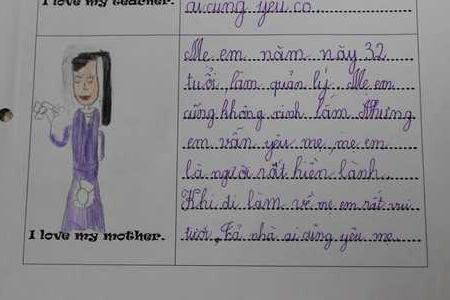 I love my teacher.
ai cũng yêu cô
Mẹ em năm nay 32
tuổi, làm quản lý. Mẹ em
cũng không xinh lắm Nhưng
em vẫn yêu mẹ, mẹ em
là người rất hiền lành.
Khi đi làm về mẹ em rất vui
tươi, Cả nhà ai cũng yêu mẹ
I love my mother.